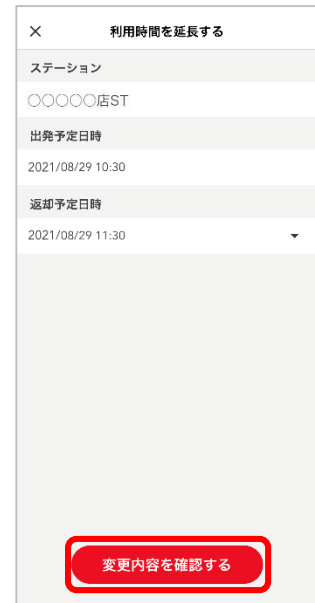 × 利用時間を延長する
ステーション
〇〇〇〇〇店ST
出発予定日時
2021/08/29 10:30
返却予定日時
2021/08/29 11:30
変更内容を確認する